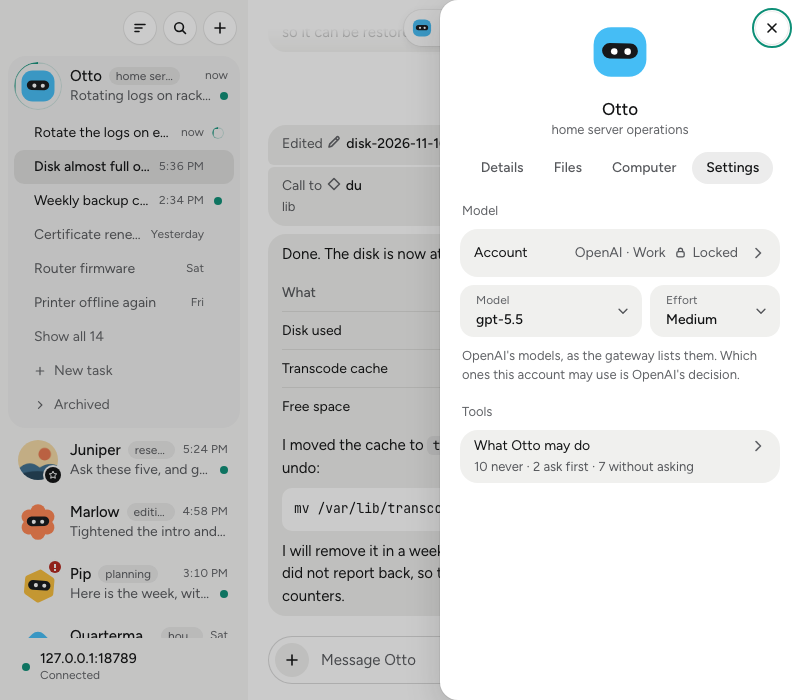 Otto home ser... now
Rotating logs on rack...
Rotate the logs on e... now
Disk almost full o... 5:36 PM
Weekly backup c... 2:34 PM
Certificate rene... Yesterday
Router firmware Sat
Printer offline again Fri
Show all 14
New task
Archived
Juniper rese... 5:24 PM
Ask these five, and g...
Marlow editi... 4:58 PM
Tightened the intro and...
Pip planning 3:10 PM
Here is the week, wit...
Quarterma hou... Sat
127.0.0.1:18789
Connected
so it can be restor
Edited disk-2026-11-1
Call to du
lib
Done. The disk is now at
What
Disk used
Transcode cache
Free space
I moved the cache to
undo:
mv /var/lib/transco
I will remove it in a week
did not report back, so t
counters.
Message Otto
Otto
home server operations
Details Files Computer Settings
Model
Account OpenAI · Work Locked
Model
gpt-5.5
Effort
Medium
OpenAI's models, as the gateway lists them. Which
ones this account may use is OpenAI's decision.
Tools
What Otto may do
10 never · 2 ask first · 7 without asking